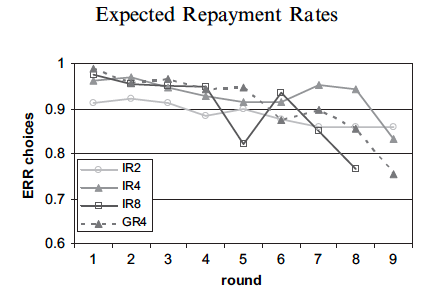 Expected Repayment Rates
1
0.9
0.8
0.7
0.6
ERR choices
IR2
IR4
IR8
GR4
1 2 3 4 5 6 7 8 9
round